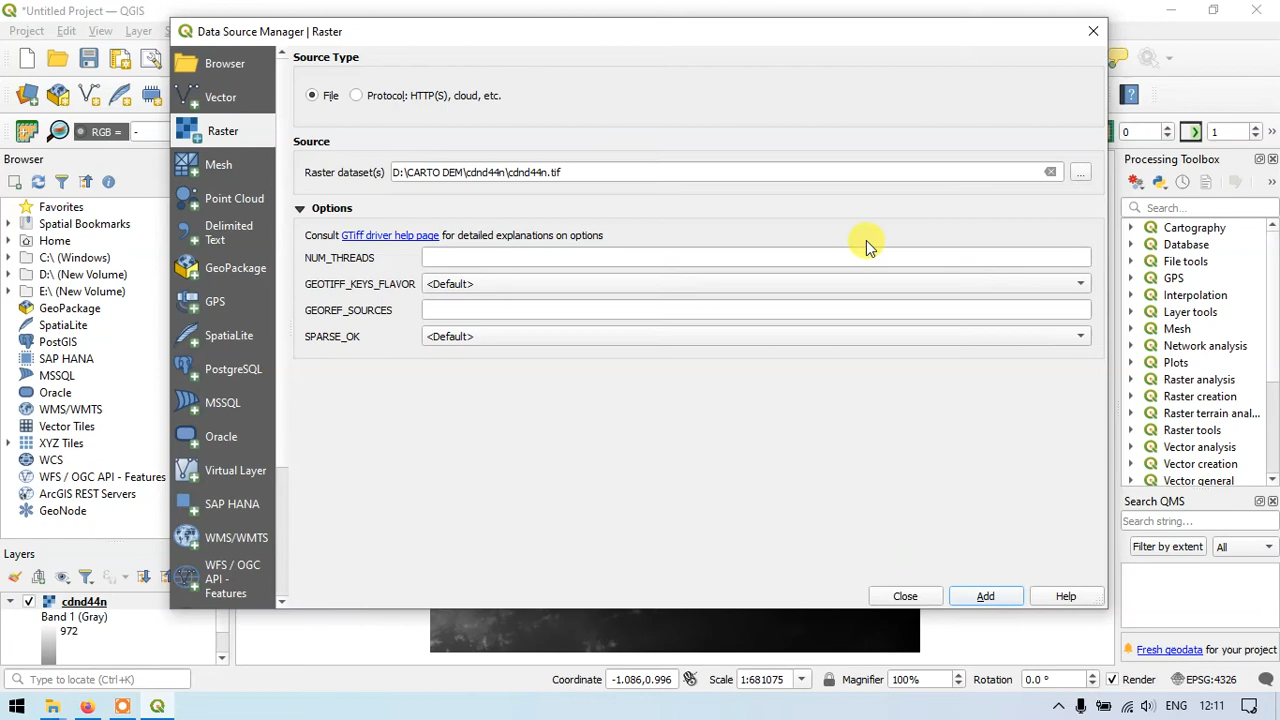 *Untitled Project — QGIS
Project Edit View Layer
Data Source Manager | Raster
Browser
Vector
Raster
Mesh
Point Cloud
Delimited
Text
GeoPackage
GPS
SpatiaLite
PostgreSQL
MSSQL
Oracle
Virtual Layer
SAP HANA
WMS/WMTS
WFS / OGC
API -
Features
Source Type
File
Protocol: HTTP(S), cloud, etc.
Source
Raster dataset(s) D:\CARTO DEM\cdnd44n\cdnd44n.tif
...
Options
Consult GTiff driver help page for detailed explanations on options
NUM_THREADS
GEOTIFF_KEYS_FLAVOR <Default>
GEOREF_SOURCES
SPARSE_OK <Default>
Close Add Help
RGB = -
0 1
Browser
Favorites
Spatial Bookmarks
Home
C:\ (Windows)
D:\ (New Volume)
E:\ (New Volume)
GeoPackage
SpatiaLite
PostGIS
SAP HANA
MSSQL
Oracle
WMS/WMTS
Vector Tiles
XYZ Tiles
WCS
WFS / OGC API - Features
ArcGIS REST Servers
GeoNode
Layers
cdnd44n
Band 1 (Gray)
972
Processing Toolbox
Search...
Cartography
Database
File tools
GPS
Interpolation
Layer tools
Mesh
Network analysis
Plots
Raster analysis
Raster creation
Raster terrain anal...
Raster tools
Vector analysis
Vector creation
Vector general
Search QMS
Search string...
Filter by extent All
Fresh geodata for your project
Type to locate (Ctrl+K)
Coordinate -1.086,0.996 Scale 1:681075 Magnifier 100% Rotation 0.0 ° Render EPSG:4326
ENG 12:11